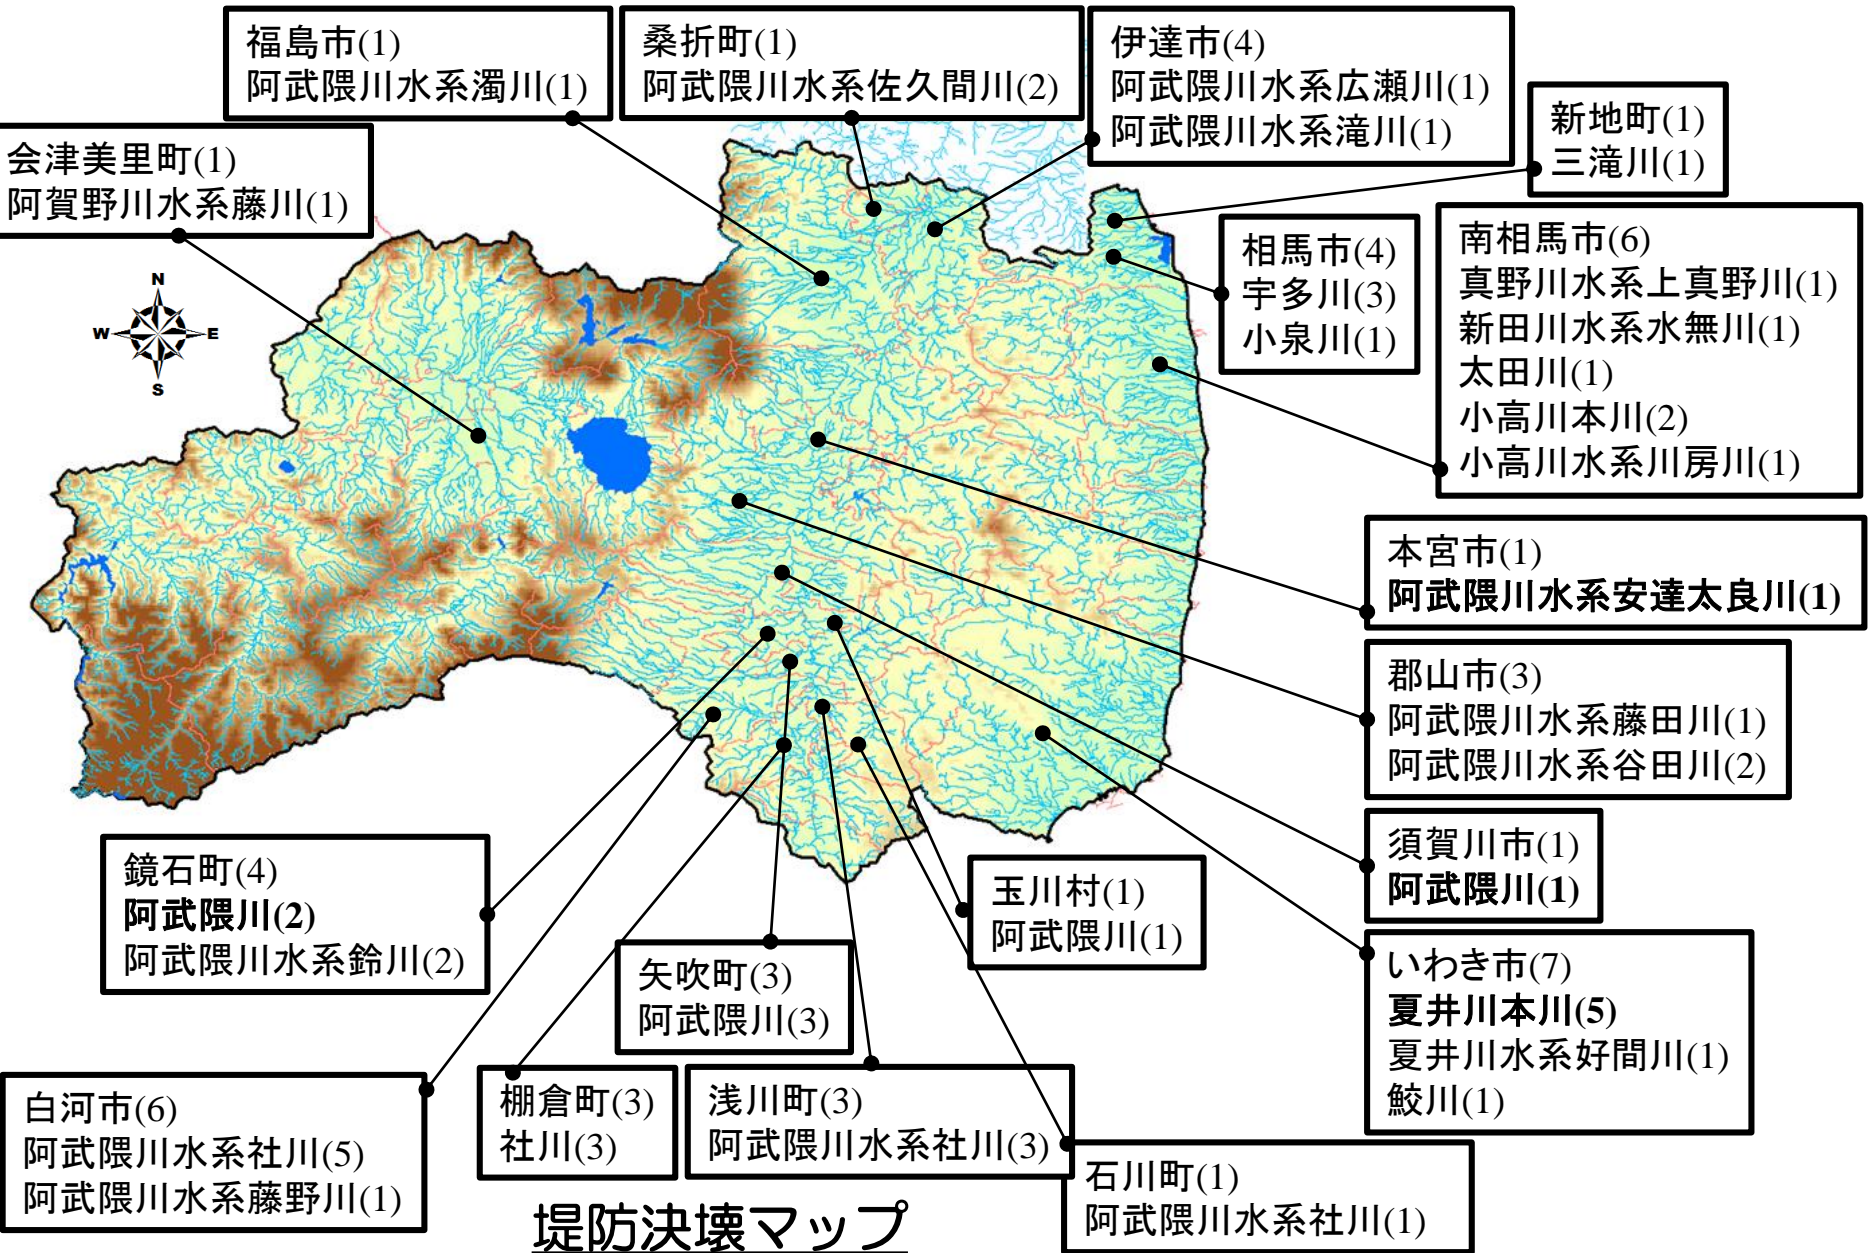 福島市(1)
阿武隈川水系濁川(1)
桑折町(1)
阿武隈川水系佐久間川(2)
伊達市(4)
阿武隈川水系広瀬川(1)
阿武隈川水系滝川(1)
新地町(1)
三滝川(1)
会津美里町(1)
阿賀野川水系藤川(1)
相馬市(4)
宇多川(3)
小泉川(1)
南相馬市(6)
真野川水系上真野川(1)
新田川水系水無川(1)
太田川(1)
小高川本川(2)
小高川水系川房川(1)
N
W
E
S
本宮市(1)
阿武隈川水系安達太良川(1)
郡山市(3)
阿武隈川水系藤田川(1)
阿武隈川水系谷田川(2)
須賀川市(1)
阿武隈川(1)
鏡石町(4)
阿武隈川(2)
阿武隈川水系鈴川(2)
玉川村(1)
阿武隈川(1)
矢吹町(3)
阿武隈川(3)
いわき市(7)
夏井川本川(5)
夏井川水系好間川(1)
鮫川(1)
白河市(6)
阿武隈川水系社川(5)
阿武隈川水系藤野川(1)
棚倉町(3)
社川(3)
浅川町(3)
阿武隈川水系社川(3)
石川町(1)
阿武隈川水系社川(1)
堤防決壊マップ